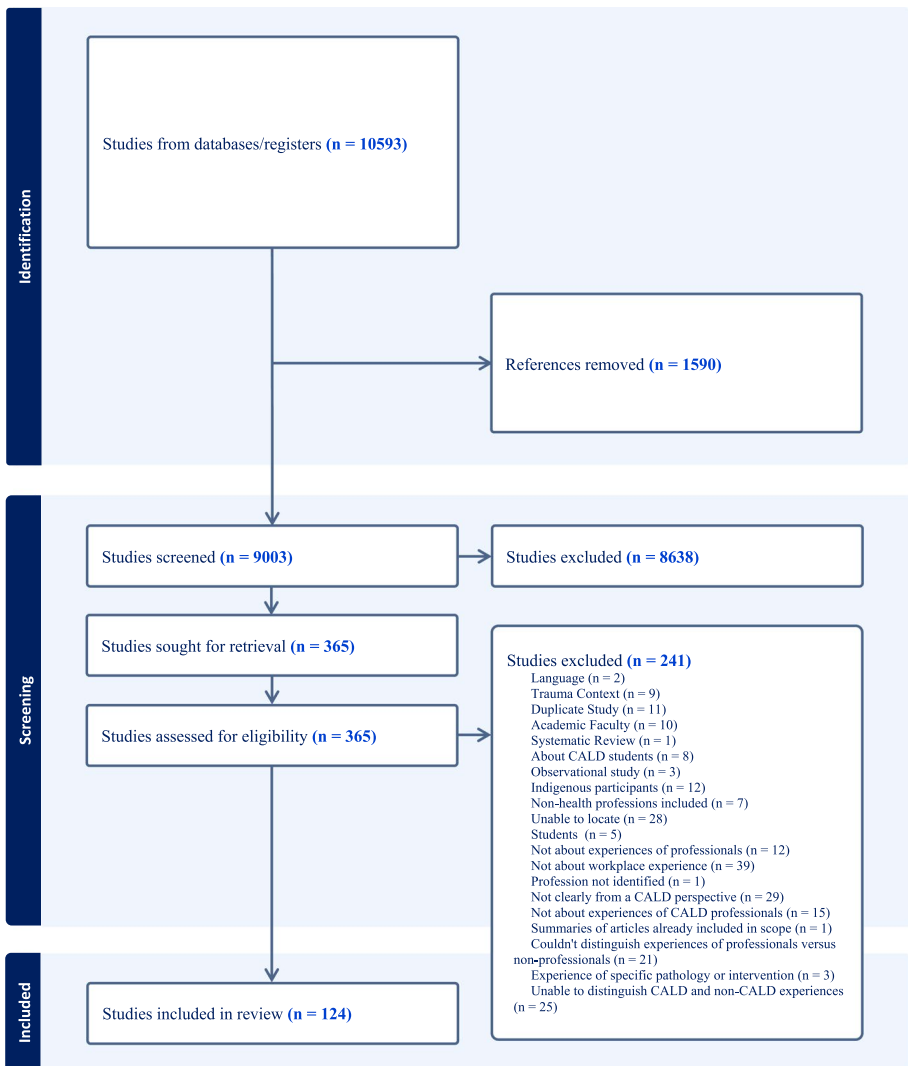 Identification
Studies from databases/registers (n = 10593)
References removed (n = 1590)
Screening
Studies screened (n = 9003)
Studies excluded (n = 8638)
Studies sought for retrieval (n = 365)
Studies assessed for eligibility (n = 365)
Studies excluded (n = 241)
Language (n = 2)
Trauma Context (n = 9)
Duplicate Study (n = 11)
Academic Faculty (n = 10)
Systematic Review (n = 1)
About CALD students (n = 8)
Observational study (n = 3)
Indigenous participants (n = 12)
Non-health professions included (n = 7)
Unable to locate (n = 28)
Students (n = 5)
Not about experiences of professionals (n = 12)
Not about workplace experience (n = 39)
Profession not identified (n = 1)
Not clearly from a CALD perspective (n = 29)
Not about experiences of CALD professionals (n = 15)
Summaries of articles already included in scope (n = 1)
Couldn't distinguish experiences of professionals versus
non-professionals (n = 21)
Experience of specific pathology or intervention (n = 3)
Unable to distinguish CALD and non-CALD experiences
(n = 25)
Included
Studies included in review (n = 124)